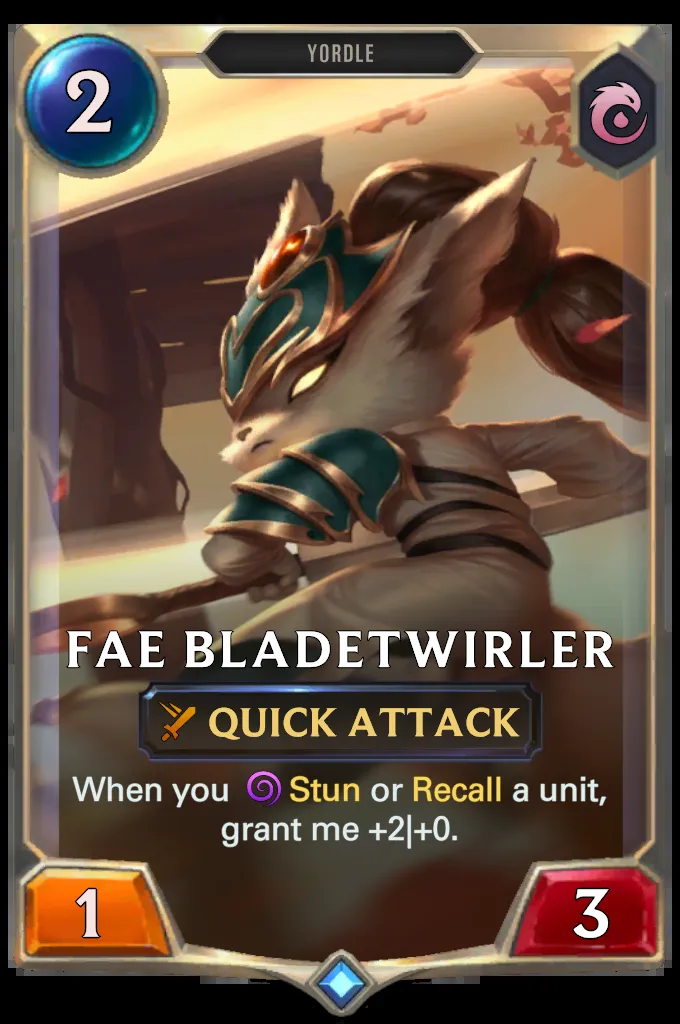 YORDLE
2
FAE BLADETWIRLER
QUICK ATTACK
When you Stun or Recall a unit,
grant me +2|+0.
1
3